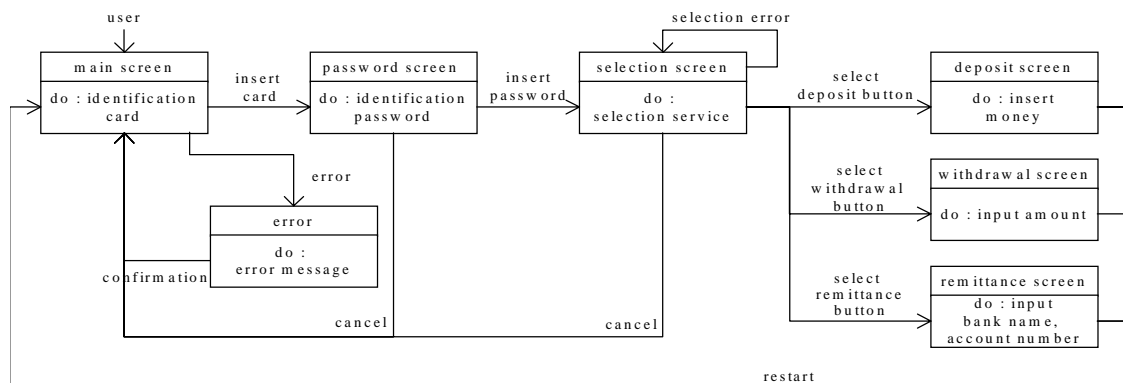 user
main screen
do : identification
card
insert
card
password screen
do : identification
password
insert
password
selection error
selection screen
do :
selection service
select
deposit button
deposit screen
do : insert
money
error
error
do :
error message
confirmation
select
withdrawal
button
withdrawal screen
do : input amount
select
remittance
button
remittance screen
do : input
bank name,
account number
cancel
cancel
restart